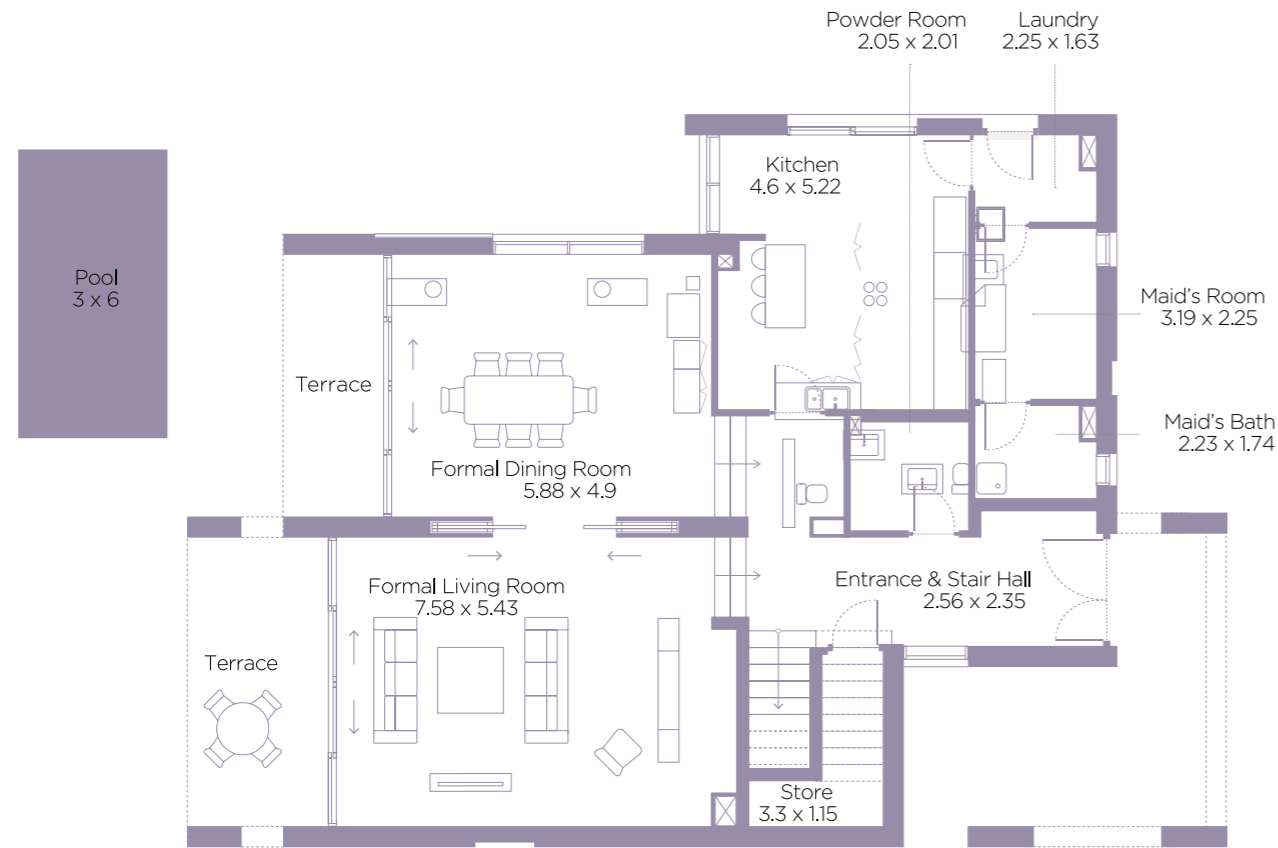 Powder Room
2.05 x 2.01
Laundry
2.25 x 1.63
Kitchen
4.6 x 5.22
Pool
3 x 6
Maid's Room
3.19 x 2.25
Terrace
Maid's Bath
2.23 x 1.74
Formal Dining Room
5.88 x 4.9
Formal Living Room
7.58 x 5.43
Entrance & Stair Hall
2.56 x 2.35
Terrace
Store
3.3 x 1.15